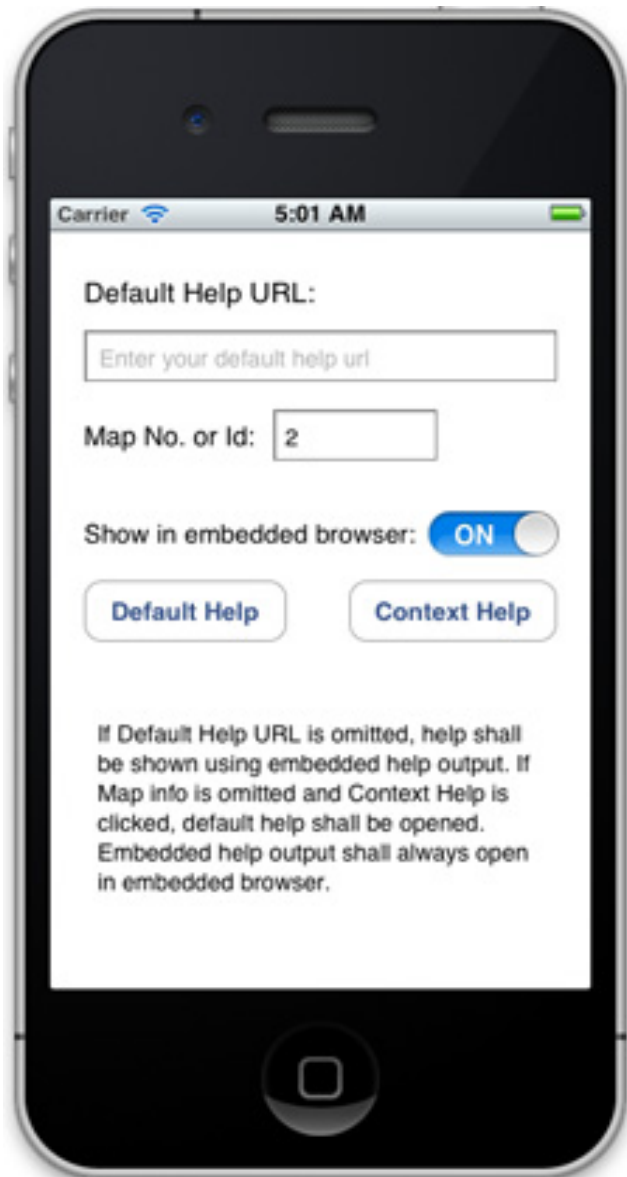 Carrier 5:01 AM
Default Help URL:
Enter your default help url
Map No. or Id: 2
Show in embedded browser: ON
Default Help Context Help
If Default Help URL is omitted, help shall
be shown using embedded help output. If
Map info is omitted and Context Help is
clicked, default help shall be opened.
Embedded help output shall always open
in embedded browser.